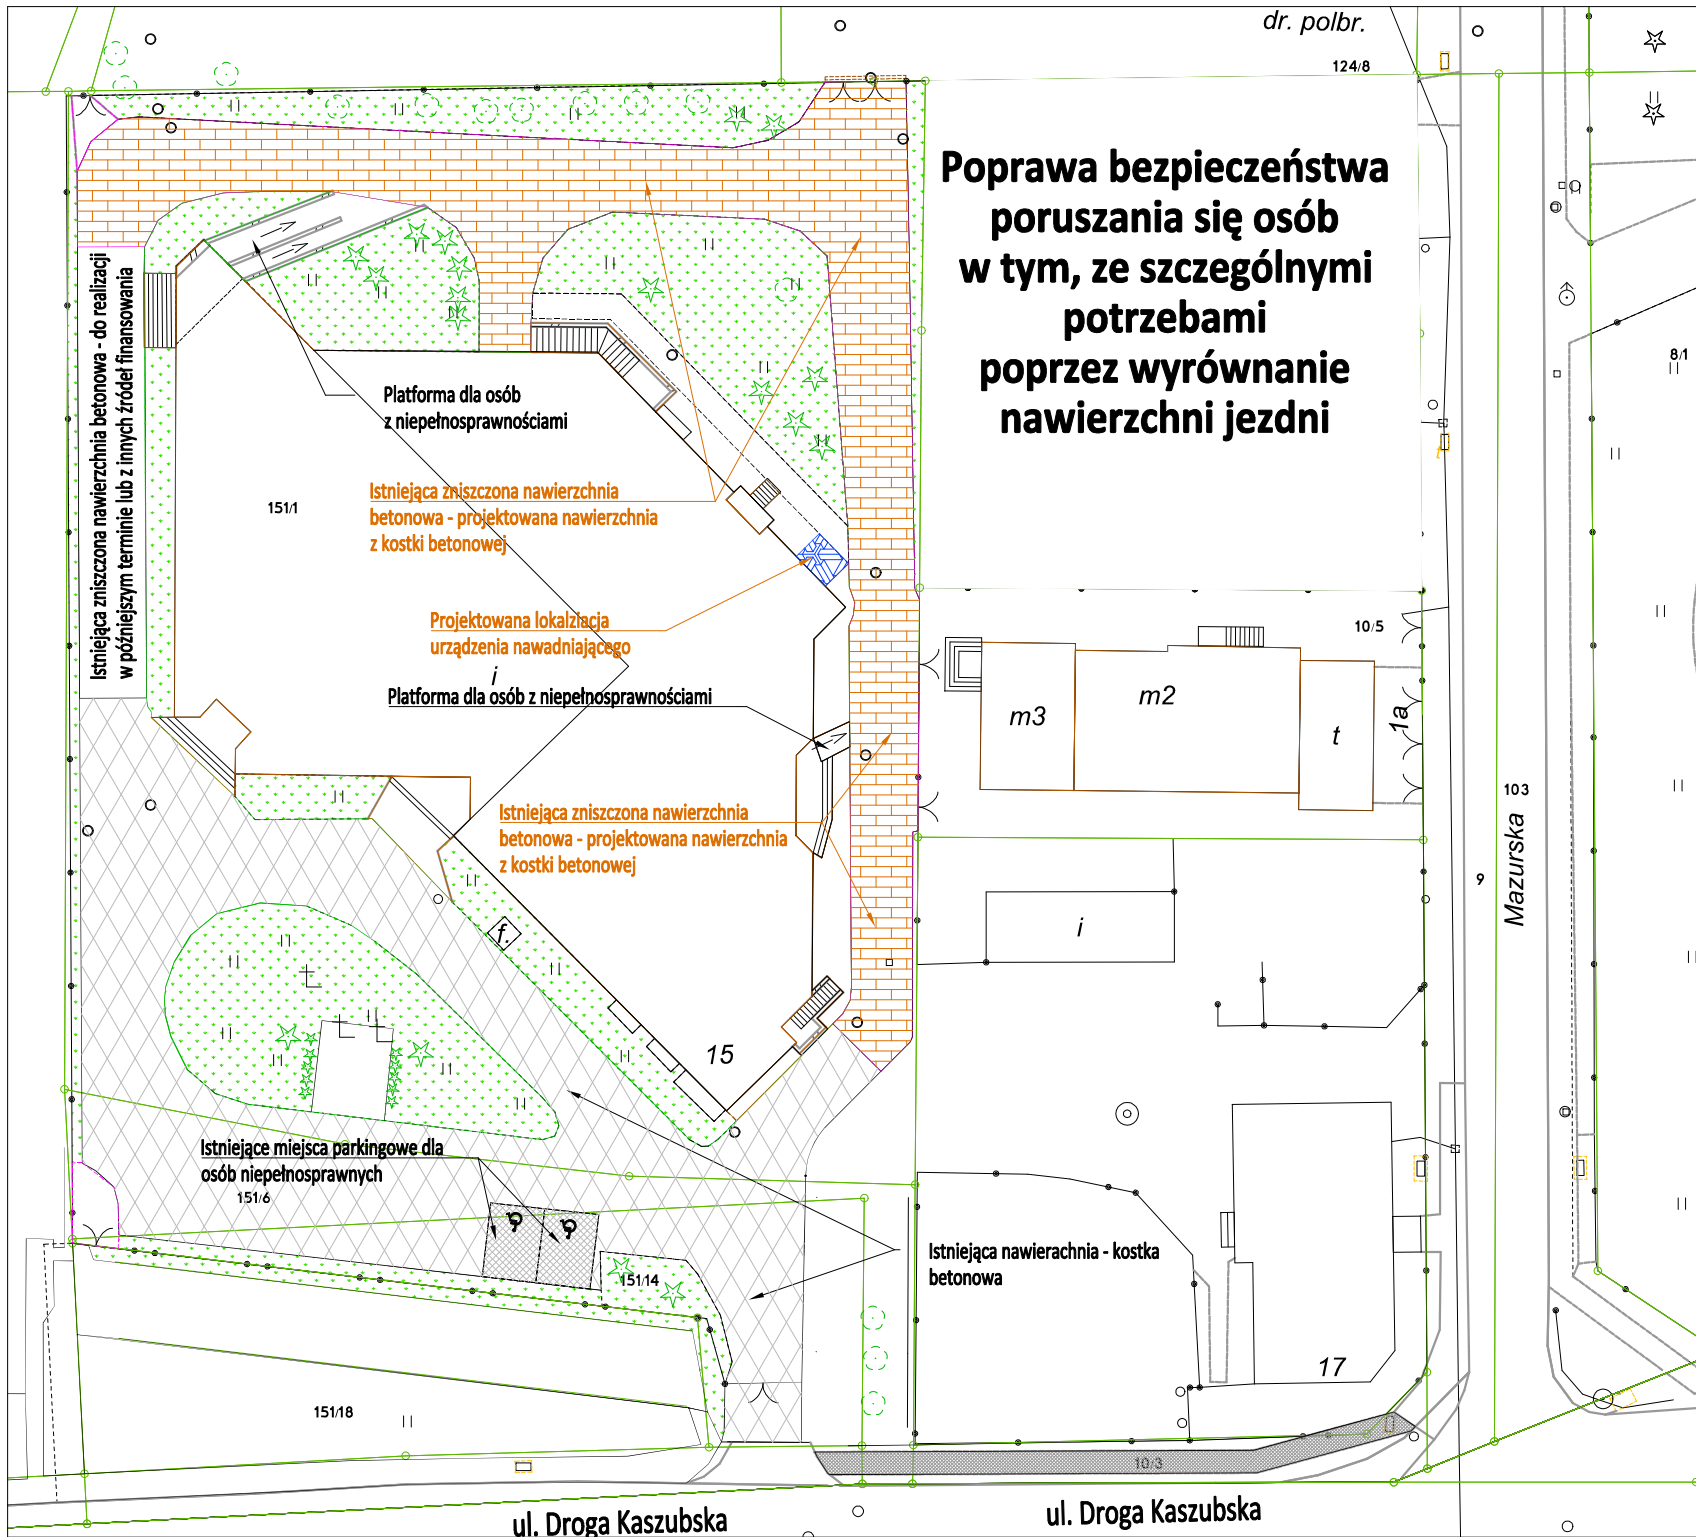 dr. polbr.
124/8
Poprawa bezpieczeństwa
poruszania się osób
w tym, ze szczególnymi
potrzebami
poprzez wyrównanie
nawierzchni jezdni
Istniejąca zniszczona nawierzchnia betonowa - do realizacji
w późniejszym terminie lub z innych źródeł finansowania
8/1
Platforma dla osób
z niepełnosprawnościami
151/1
Istniejąca zniszczona nawierzchnia
betonowa - projektowana nawierzchnia
z kostki betonowej
Projektowana lokalziacja
urządzenia nawadniającego
i
Platforma dla osób z niepełnosprawnościami
10/5
m3
m2
t
1a
103
Mazurska
9
Istniejąca zniszczona nawierzchnia
betonowa - projektowana nawierzchnia
z kostki betonowej
i
f.
15
Istniejące miejsca parkingowe dla
osób niepełnosprawnych
151/6
151/14
Istniejąca nawierachnia - kostka
betonowa
17
151/18
10/3
ul. Droga Kaszubska
ul. Droga Kaszubska